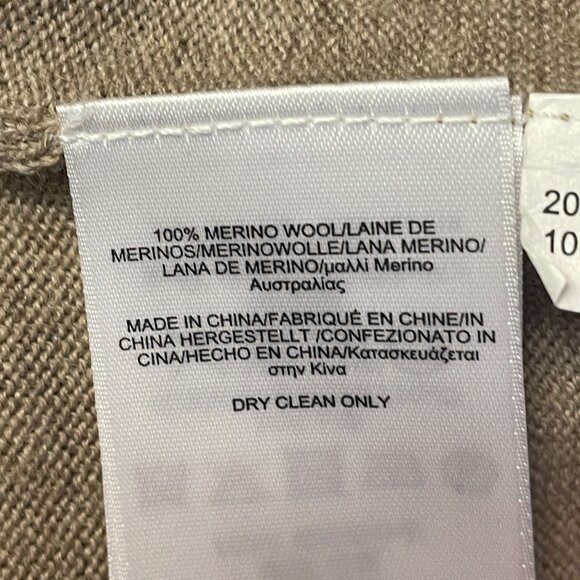 100% MERINO WOOL/LAINE DE
MERINOS/MERINOWOLLE/LANA MERINO/
LANA DE MERINO/μαλλί Merino
Αυστραλίας
MADE IN CHINA/FABRIQUÉ EN CHINE/IN
CHINA HERGESTELLT /CONFEZIONATO IN
CINA/HECHO EN CHINA/Κατασκευάζεται
στην Κίνα
DRY CLEAN ONLY
20
10